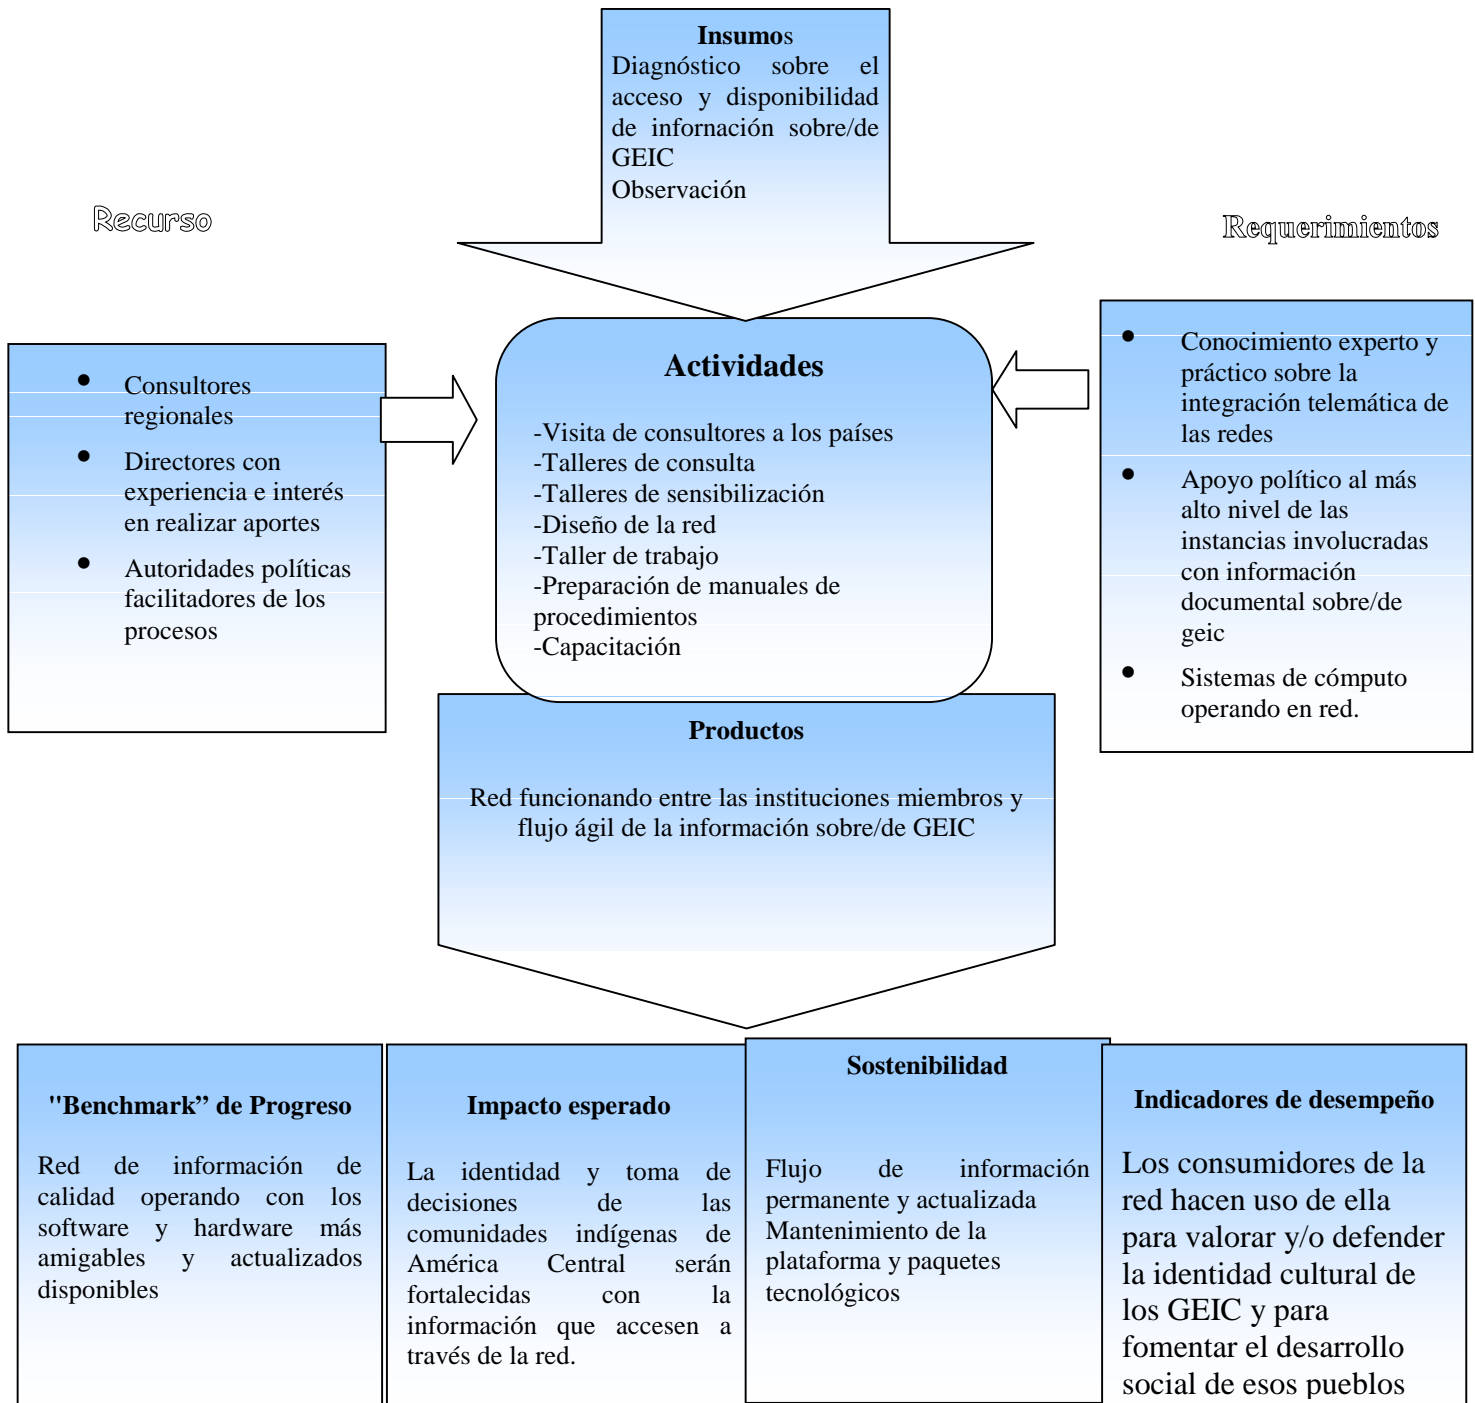 Insumos
Diagnóstico sobre el
acceso y disponibilidad
de infornación sobre/de
GEIC
Observación
Recurso
Requerimientos
• Consultores
regionales
• Directores con
experiencia e interés
en realizar aportes
• Autoridades políticas
facilitadores de los
procesos
Actividades
-Visita de consultores a los países
-Talleres de consulta
-Talleres de sensibilización
-Diseño de la red
-Taller de trabajo
-Preparación de manuales de
procedimientos
-Capacitación
• Conocimiento experto y
práctico sobre la
integración telemática de
las redes
• Apoyo político al más
alto nivel de las
instancias involucradas
con información
documental sobre/de
geic
• Sistemas de cómputo
operando en red.
Productos
Red funcionando entre las instituciones miembros y
flujo ágil de la información sobre/de GEIC
"Benchmark” de Progreso
Red de información de
calidad operando con los
software y hardware más
amigables y actualizados
disponibles
Impacto esperado
La identidad y toma de
decisiones de las
comunidades indígenas de
América Central serán
fortalecidas con la
información que accesen a
través de la red.
Sostenibilidad
Flujo de información
permanente y actualizada
Mantenimiento de la
plataforma y paquetes
tecnológicos
Indicadores de desempeño
Los consumidores de la
red hacen uso de ella
para valorar y/o defender
la identidad cultural de
los GEIC y para
fomentar el desarrollo
social de esos pueblos